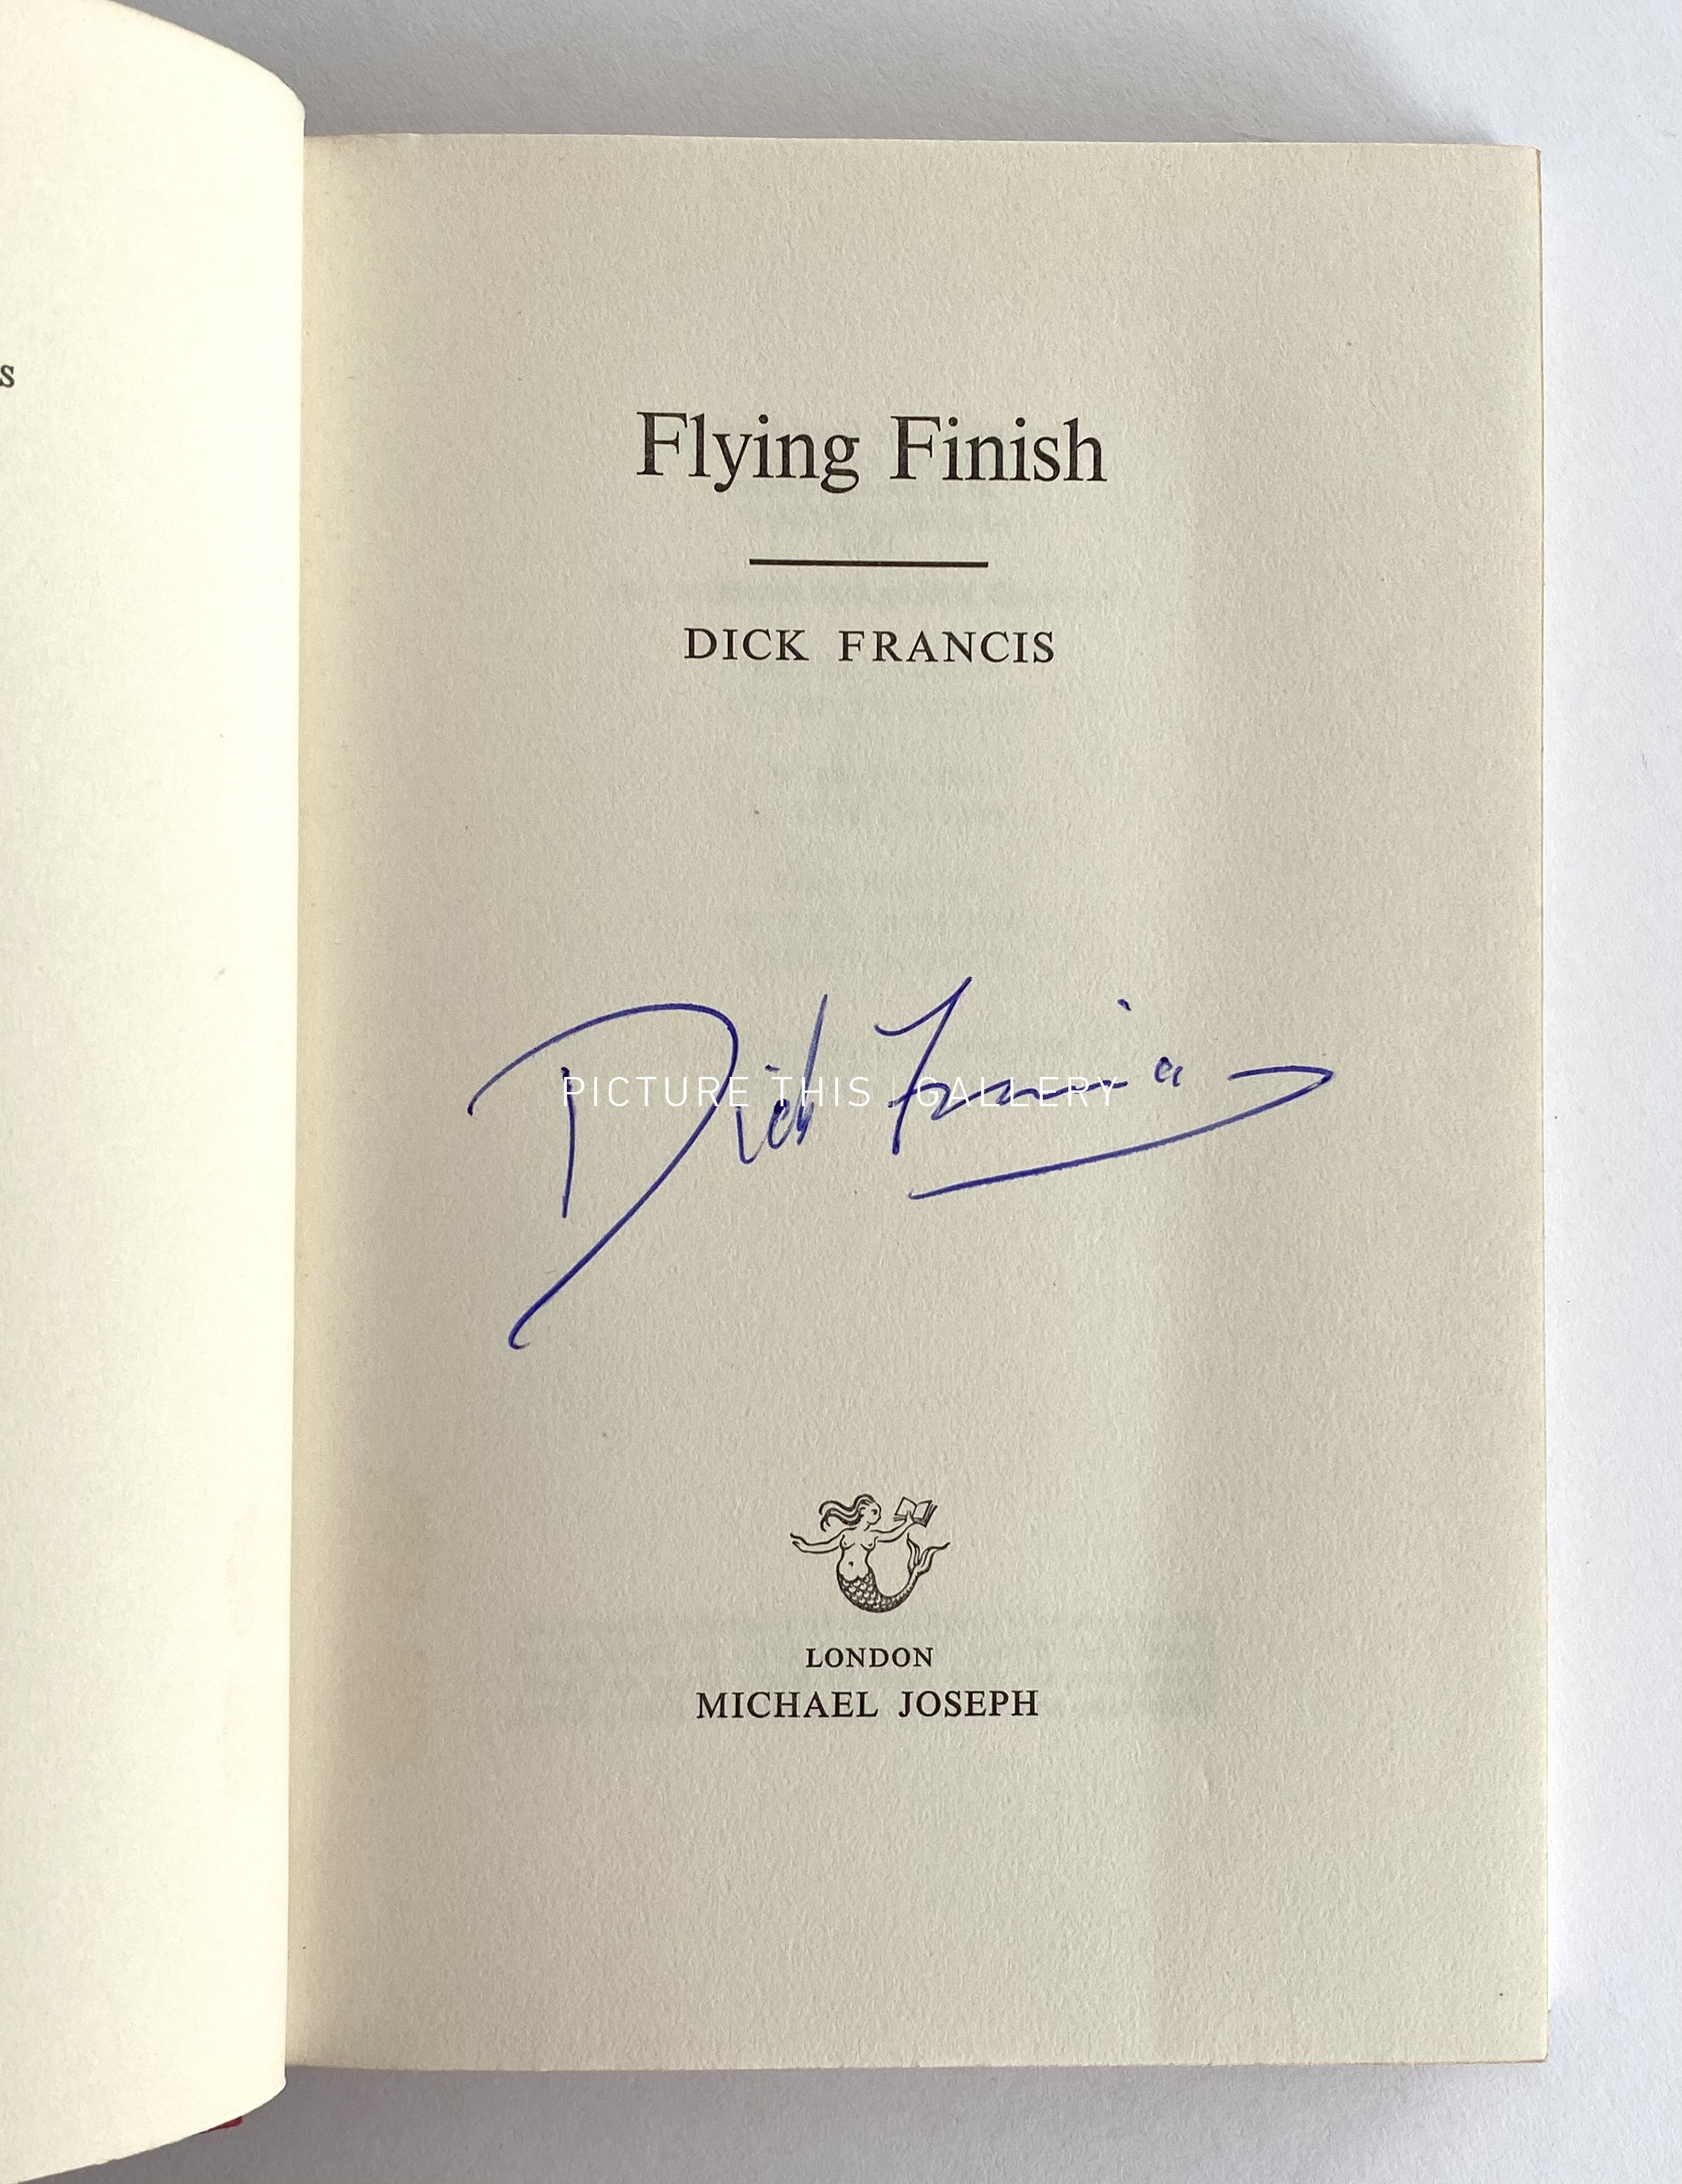 s
Flying Finish
DICK FRANCIS
Dick Francis
PICTURE THIS | GALLERY
LONDON
MICHAEL JOSEPH